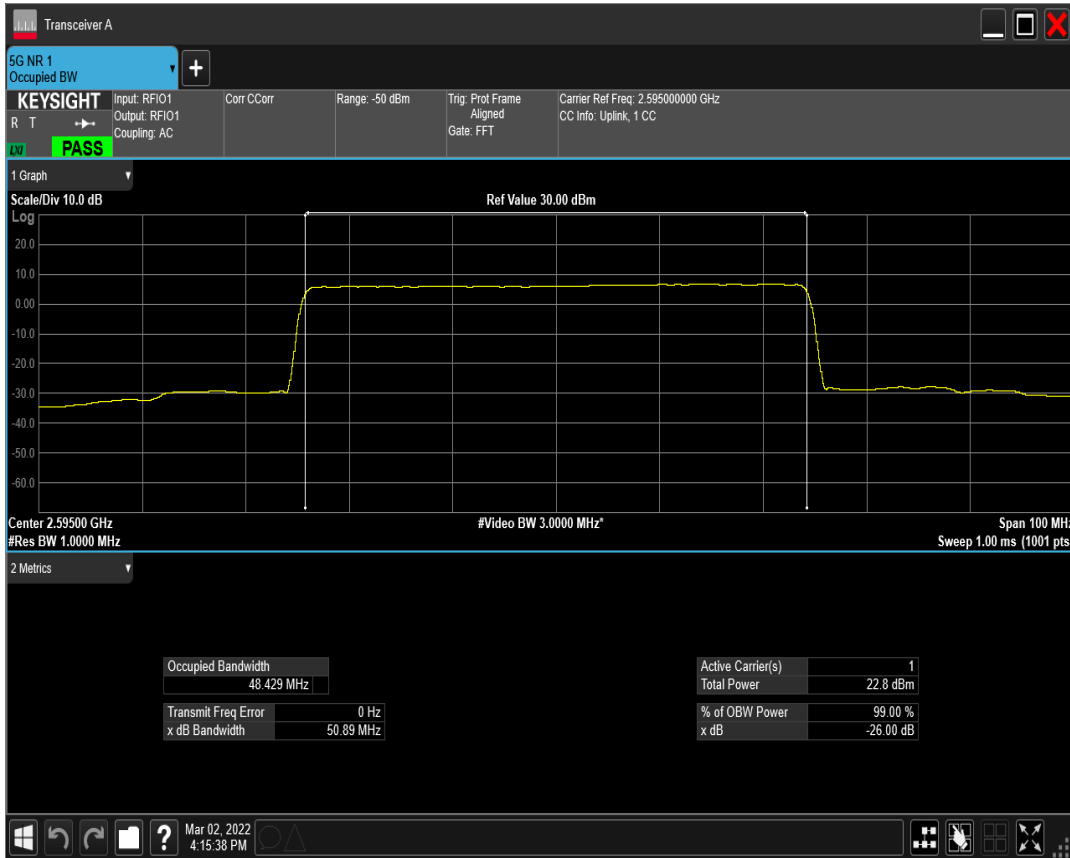 Transceiver A
5G NR 1
Occupied BW
KEYSIGHT
R T
LXI
PASS
Input: RFIO1
Output: RFIO1
Coupling: AC
Corr CCorr
Range: -50 dBm
Trig: Prot Frame
Aligned
Gate: FFT
Carrier Ref Freq: 2.595000000 GHz
CC Info: Uplink, 1 CC
1 Graph
Scale/Div 10.0 dB
Ref Value 30.00 dBm
Log
20.0
10.0
0.00
-10.0
-20.0
-30.0
-40.0
-50.0
-60.0
Center 2.59500 GHz
#Video BW 3.0000 MHz*
Span 100 MHz
#Res BW 1.0000 MHz
Sweep 1.00 ms (1001 pts
2 Metrics
Occupied Bandwidth
48.429 MHz
Transmit Freq Error 0 Hz
x dB Bandwidth 50.89 MHz
Active Carrier(s) 1
Total Power 22.8 dBm
% of OBW Power 99.00 %
x dB -26.00 dB
?
Mar 02, 2022
4:15:38 PM